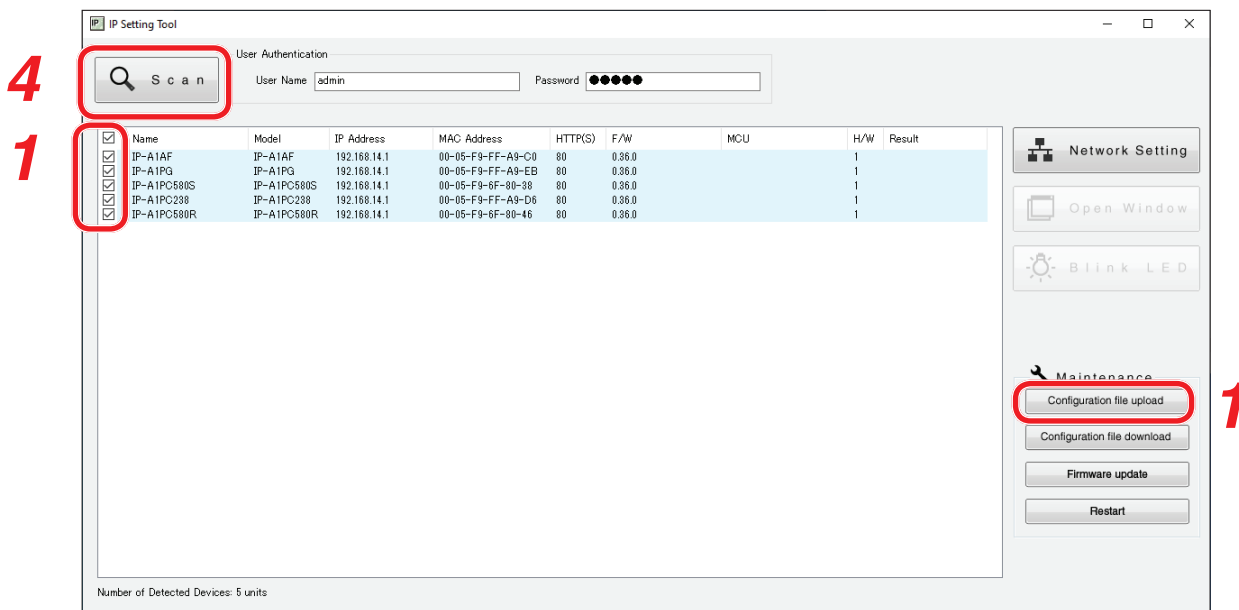 IP IP Setting Tool
4
Scan
User Authentication
User Name admin Password ●●●●●
1
Name Model IP Address MAC Address HTTP(S) F/W MCU H/W Result
IP-A1AF IP-A1AF 192.168.14.1 00-05-F9-FF-A9-C0 80 0.36.0 1
IP-A1PG IP-A1PG 192.168.14.1 00-05-F9-FF-A9-EB 80 0.36.0 1
IP-A1PC580S IP-A1PC580S 192.168.14.1 00-05-F9-6F-80-38 80 0.36.0 1
IP-A1PC238 IP-A1PC238 192.168.14.1 00-05-F9-FF-A9-D6 80 0.36.0 1
IP-A1PC580R IP-A1PC580R 192.168.14.1 00-05-F9-6F-80-46 80 0.36.0 1
Network Setting
Open Window
Blink LED
Maintenance
Configuration file upload
1
Configuration file download
Firmware update
Restart
Number of Detected Devices: 5 units